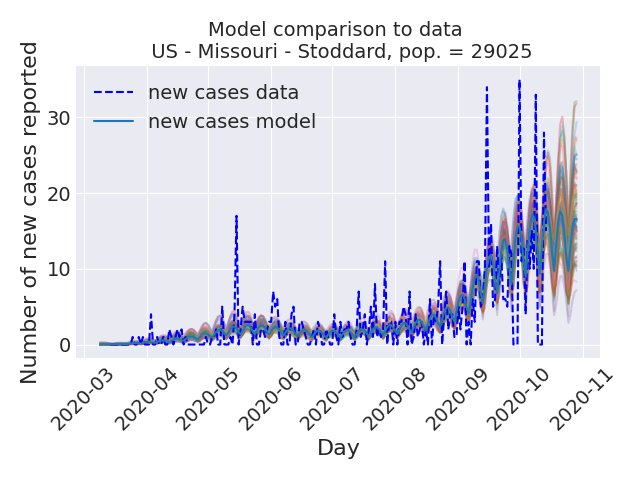 Model comparison to data
US - Missouri - Stoddard, pop. = 29025
new cases data
new cases model
Number of new cases reported
30
20
10
0
2020-03
2020-04
2020-05
2020-06
2020-07
2020-08
2020-09
2020-10
2020-11
Day